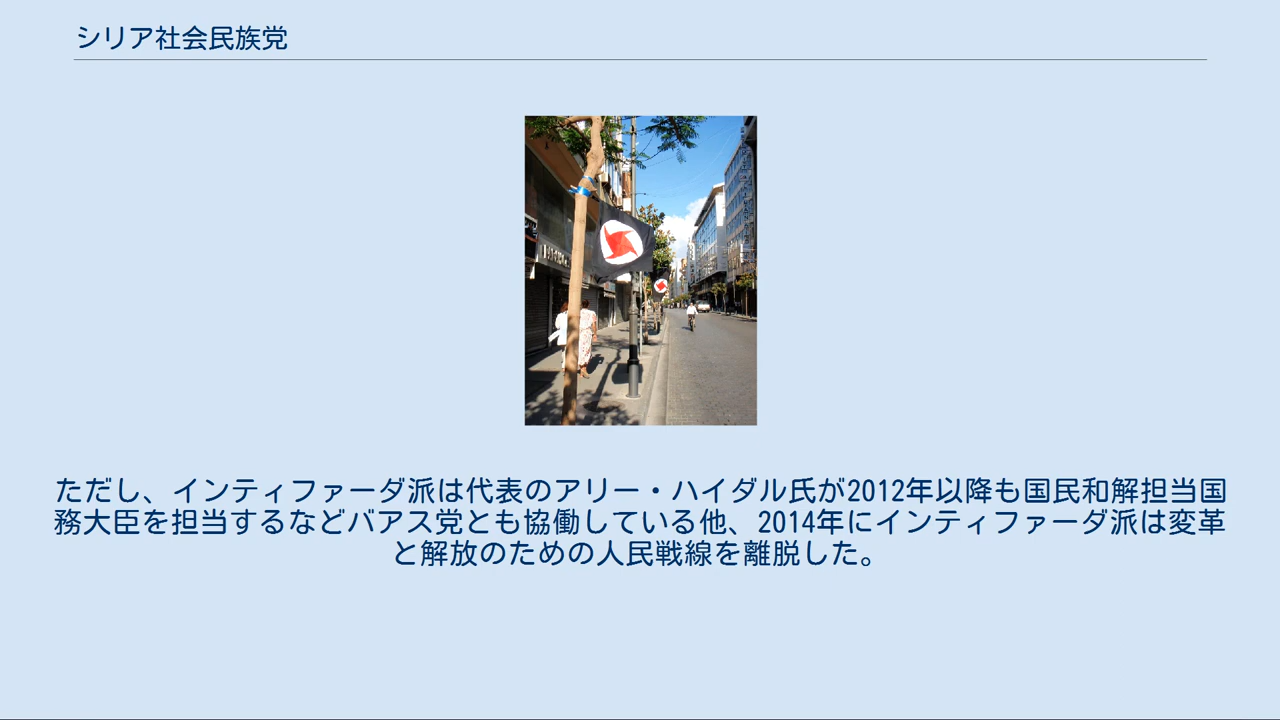 シリア社会民族党
ただし、インティファーダ派は代表のアリー・ハイダル氏が2012年以降も国民和解担当国
務大臣を担当するなどバアス党とも協働している他、2014年にインティファーダ派は変革
と解放のための人民戦線を離脱した。